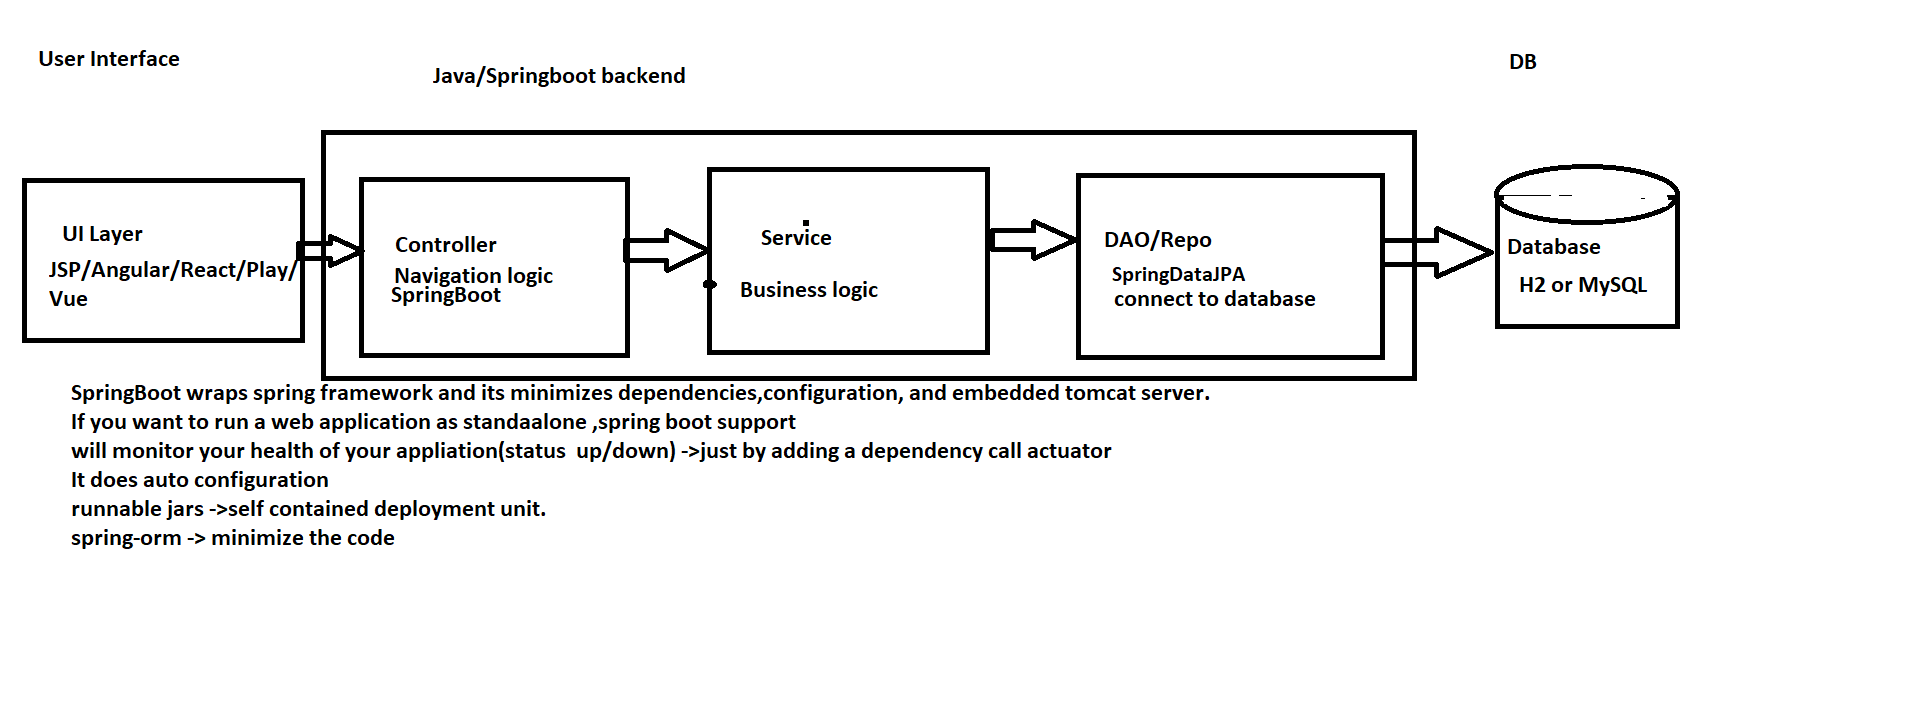 User Interface
Java/Springboot backend
DB
UI Layer
JSP/Angular/React/Play/
Vue
Controller
Navigation logic
SpringBoot
Service
Business logic
DAO/Repo
SpringDataJPA
connect to database
Database
H2 or MySQL
SpringBoot wraps spring framework and its minimizes dependencies,configuration, and embedded tomcat server.
If you want to run a web application as standaalone ,spring boot support
will monitor your health of your appliation(status  up/down) ->just by adding a dependency call actuator
It does auto configuration
runnable jars ->self contained deployment unit.
spring-orm -> minimize the code